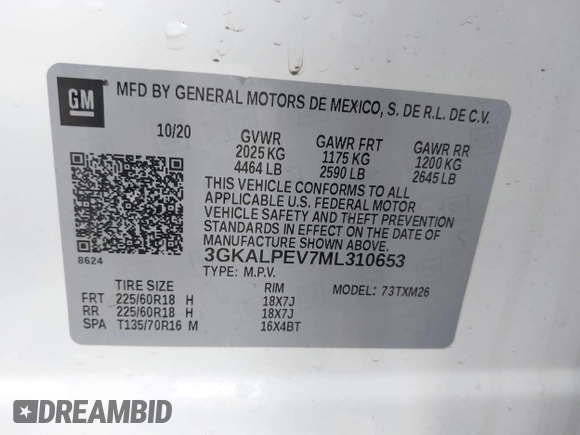 GM
MFD BY GENERAL MOTORS DE MEXICO, S. DE R.L. DE C.V.
10/20 GVWR GAWR FRT GAWR RR
2025 KG 1175 KG 1200 KG
4464 LB 2590 LB 2645 LB
THIS VEHICLE CONFORMS TO ALL
APPLICABLE U.S. FEDERAL MOTOR
VEHICLE SAFETY AND THEFT PREVENTION
STANDARDS IN EFFECT ON THE DATE OF
MANUFACTURE SHOWN ABOVE.
8624 3GKALPEV7ML310653
TYPE: M.P.V.
TIRE SIZE RIM MODEL: 73TXM26
FRT 225/60R18 H 18X7J
RR 225/60R18 H 18X7J
SPA T135/70R16 M 16X4BT
DREAMBID